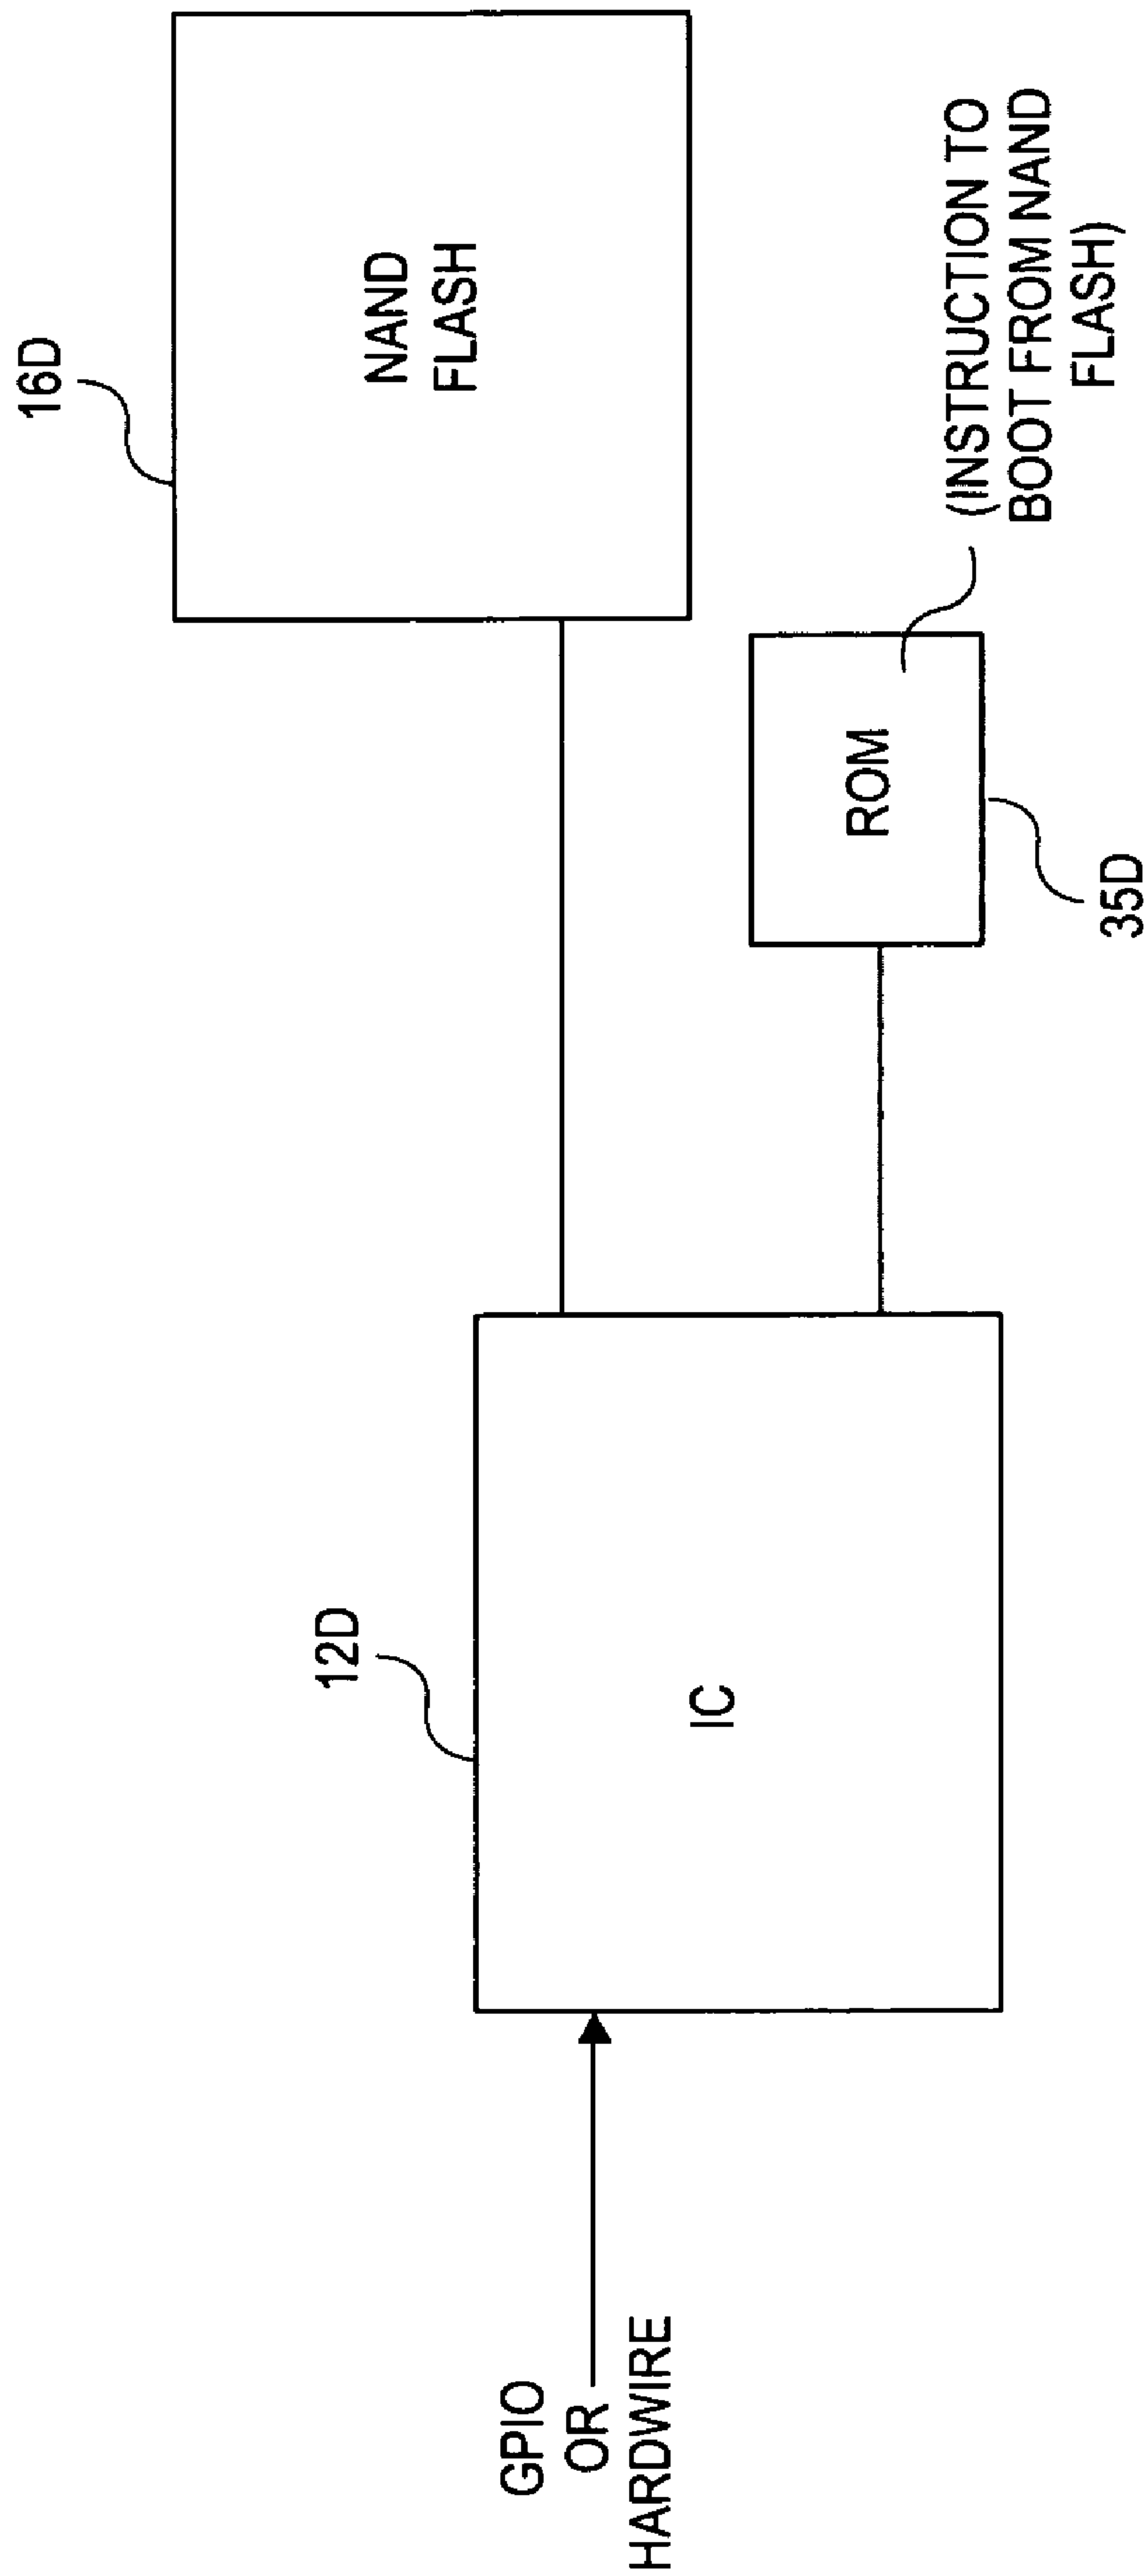 16D
NAND
FLASH
12D
IC
GPIO
OR
HARDWIRE
ROM
35D
(INSTRUCTION TO
BOOT FROM NAND
FLASH)